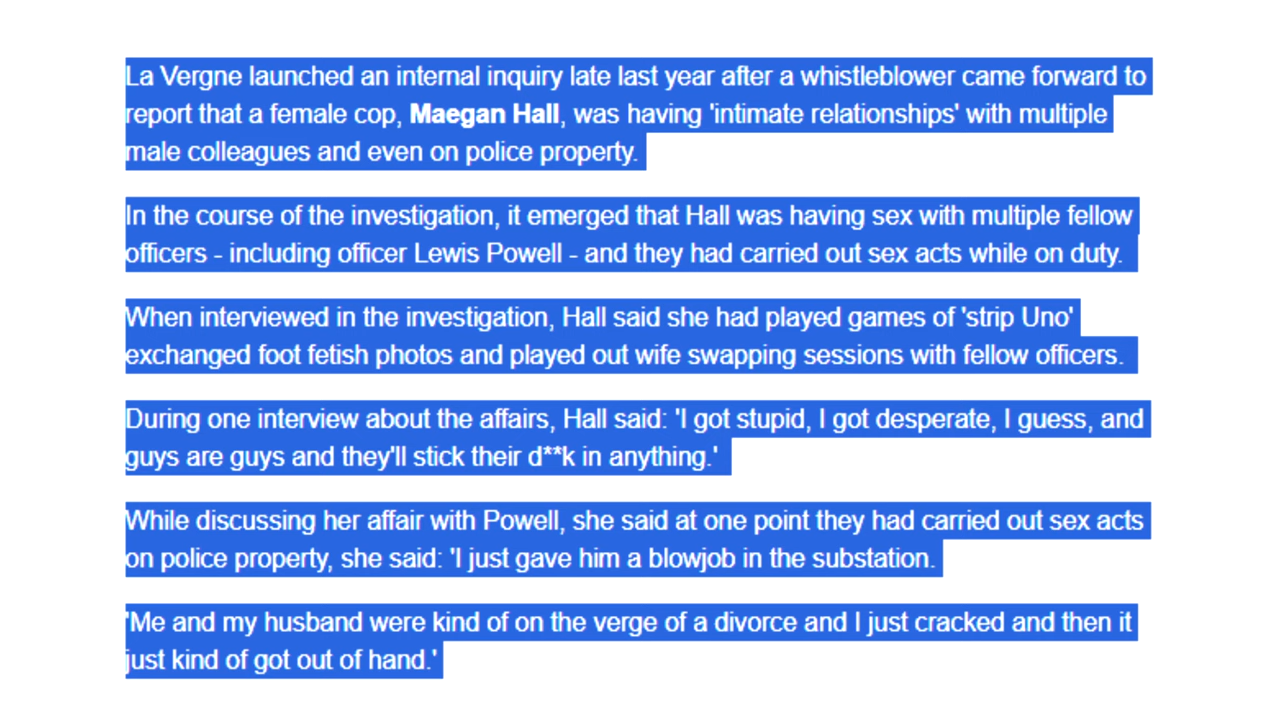 La Vergne launched an internal inquiry late last year after a whistleblower came forward to
report that a female cop, Maegan Hall, was having 'intimate relationships' with multiple
male colleagues and even on police property.
In the course of the investigation, it emerged that Hall was having sex with multiple fellow
officers - including officer Lewis Powell - and they had carried out sex acts while on duty.
When interviewed in the investigation, Hall said she had played games of 'strip Uno'
exchanged foot fetish photos and played out wife swapping sessions with fellow officers.
During one interview about the affairs, Hall said: 'I got stupid, I got desperate, I guess, and
guys are guys and they'll stick their d**k in anything.'
While discussing her affair with Powell, she said at one point they had carried out sex acts
on police property, she said: 'I just gave him a blowjob in the substation.
'Me and my husband were kind of on the verge of a divorce and I just cracked and then it
just kind of got out of hand.'